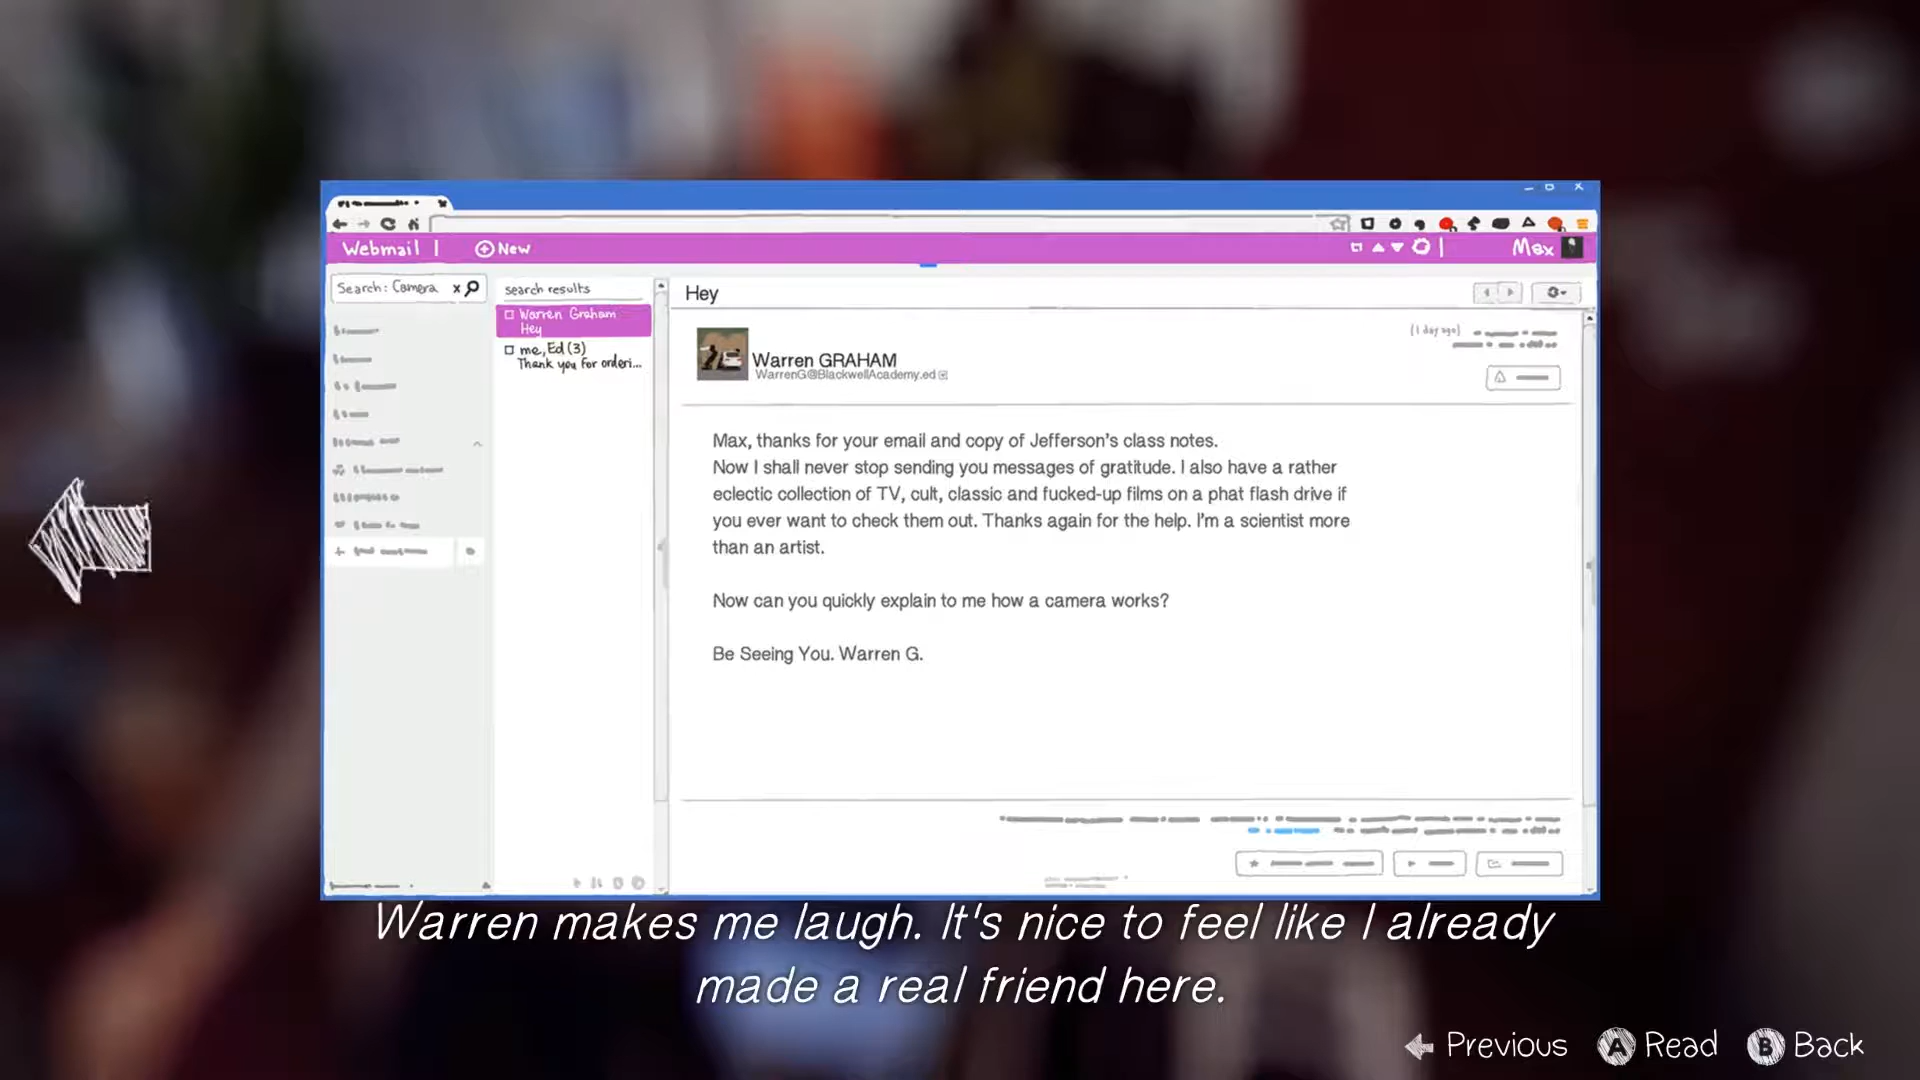 Webmail
New
Max
Search: Camera x
search results
Warren Graham
Hey
me, Ed (3)
Thank you for orderi...
Hey
(1 day ago)
Warren GRAHAM
WarrenG@BlackwellAcademy.ed
Max, thanks for your email and copy of Jefferson's class notes.
Now I shall never stop sending you messages of gratitude. I also have a rather
eclectic collection of TV, cult, classic and fucked-up films on a phat flash drive if
you ever want to check them out. Thanks again for the help. I'm a scientist more
than an artist.
Now can you quickly explain to me how a camera works?
Be Seeing You. Warren G.
Warren makes me laugh. It's nice to feel like I already
made a real friend here.
Previous A Read B Back